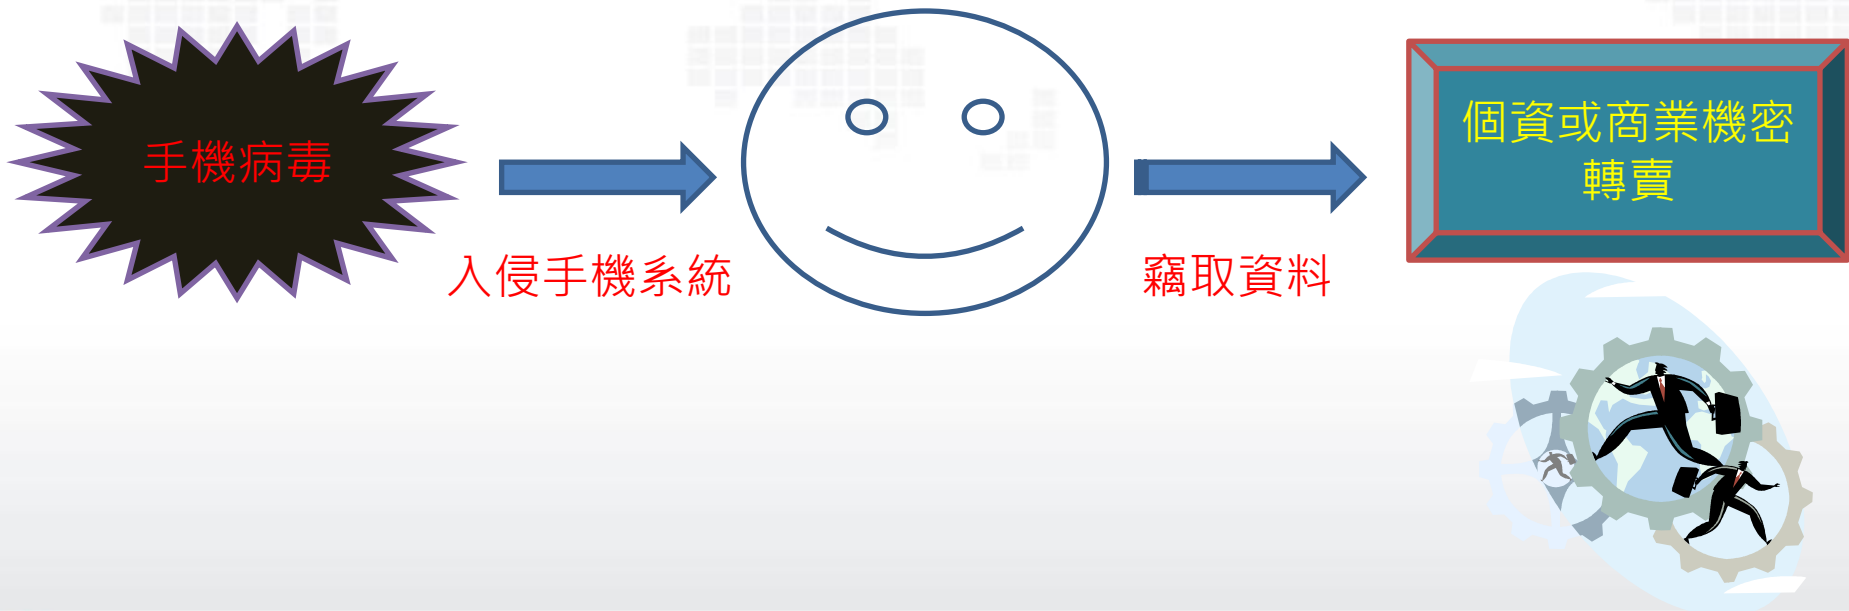 手機病毒
入侵手機系統
竊取資料
個資或商業機密
轉賣